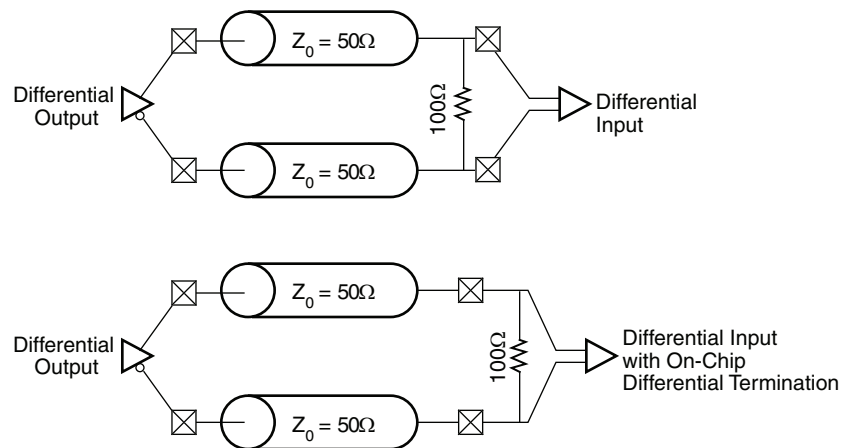 Z0 = 50Ω
Differential
Output
100Ω
Differential
Input
Z0 = 50Ω
Z0 = 50Ω
Differential
Output
100Ω
Differential Input
with On-Chip
Differential Termination
Z0 = 50Ω